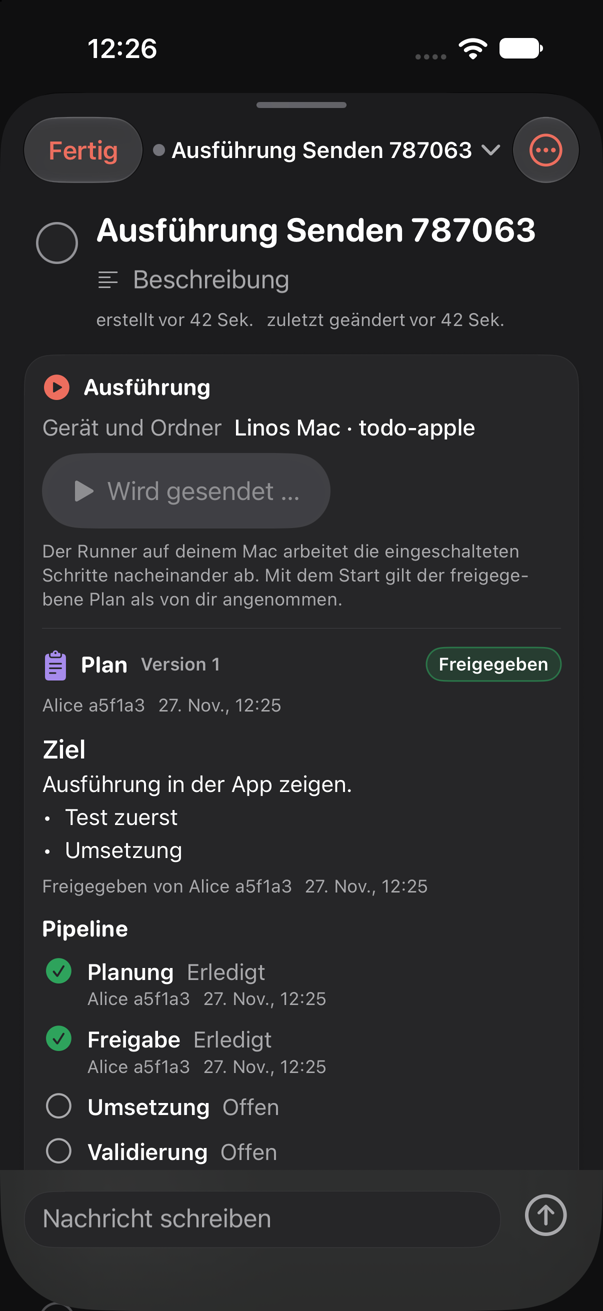 12:26
Fertig
Ausführung Senden 787063
Ausführung Senden 787063
Beschreibung
erstellt vor 42 Sek. zuletzt geändert vor 42 Sek.
Ausführung
Gerät und Ordner Linos Mac · todo-apple
Wird gesendet ...
Der Runner auf deinem Mac arbeitet die eingeschalteten
Schritte nacheinander ab. Mit dem Start gilt der freigege-
bene Plan als von dir angenommen.
Plan Version 1 Freigegeben
Alice a5f1a3 27. Nov., 12:25
Ziel
Ausführung in der App zeigen.
• Test zuerst
• Umsetzung
Freigegeben von Alice a5f1a3 27. Nov., 12:25
Pipeline
Planung Erledigt
Alice a5f1a3 27. Nov., 12:25
Freigabe Erledigt
Alice a5f1a3 27. Nov., 12:25
Umsetzung Offen
Validierung Offen
Nachricht schreiben